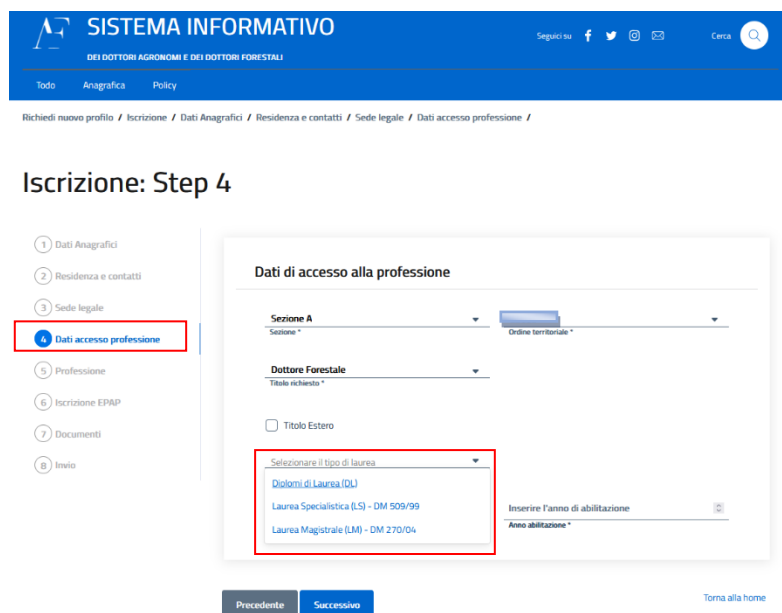 SISTEMA INFORMATIVO
DEI DOTTORI AGRONOMI E DEI DOTTORI FORESTALI
Seguici su
Cerca
Todo Anagrafica Policy
Richiedi nuovo profilo / Iscrizione / Dati Anagrafici / Residenza e contatti / Sede legale / Dati accesso professione /
Iscrizione: Step 4
1 Dati Anagrafici
2 Residenza e contatti
3 Sede legale
4 Dati accesso professione
5 Professione
6 Iscrizione EPAP
7 Documenti
8 Invio
Dati di accesso alla professione
Sezione A
Sezione *
Ordine territoriale *
Dottore Forestale
Titolo richiesto *
Titolo Estero
Selezionare il tipo di laurea
Diplomi di Laurea (DL)
Laurea Specialistica (LS) - DM 509/99
Laurea Magistrale (LM) - DM 270/04
Inserire l'anno di abilitazione
Anno abilitazione *
Precedente Successivo
Torna alla home